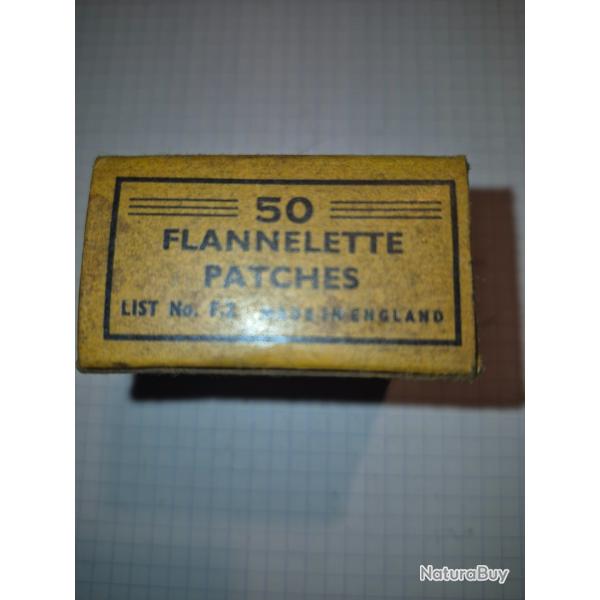 50
FLANNELETTE
PATCHES
LIST No. F.2 MADE IN ENGLAND
NaturaBuy